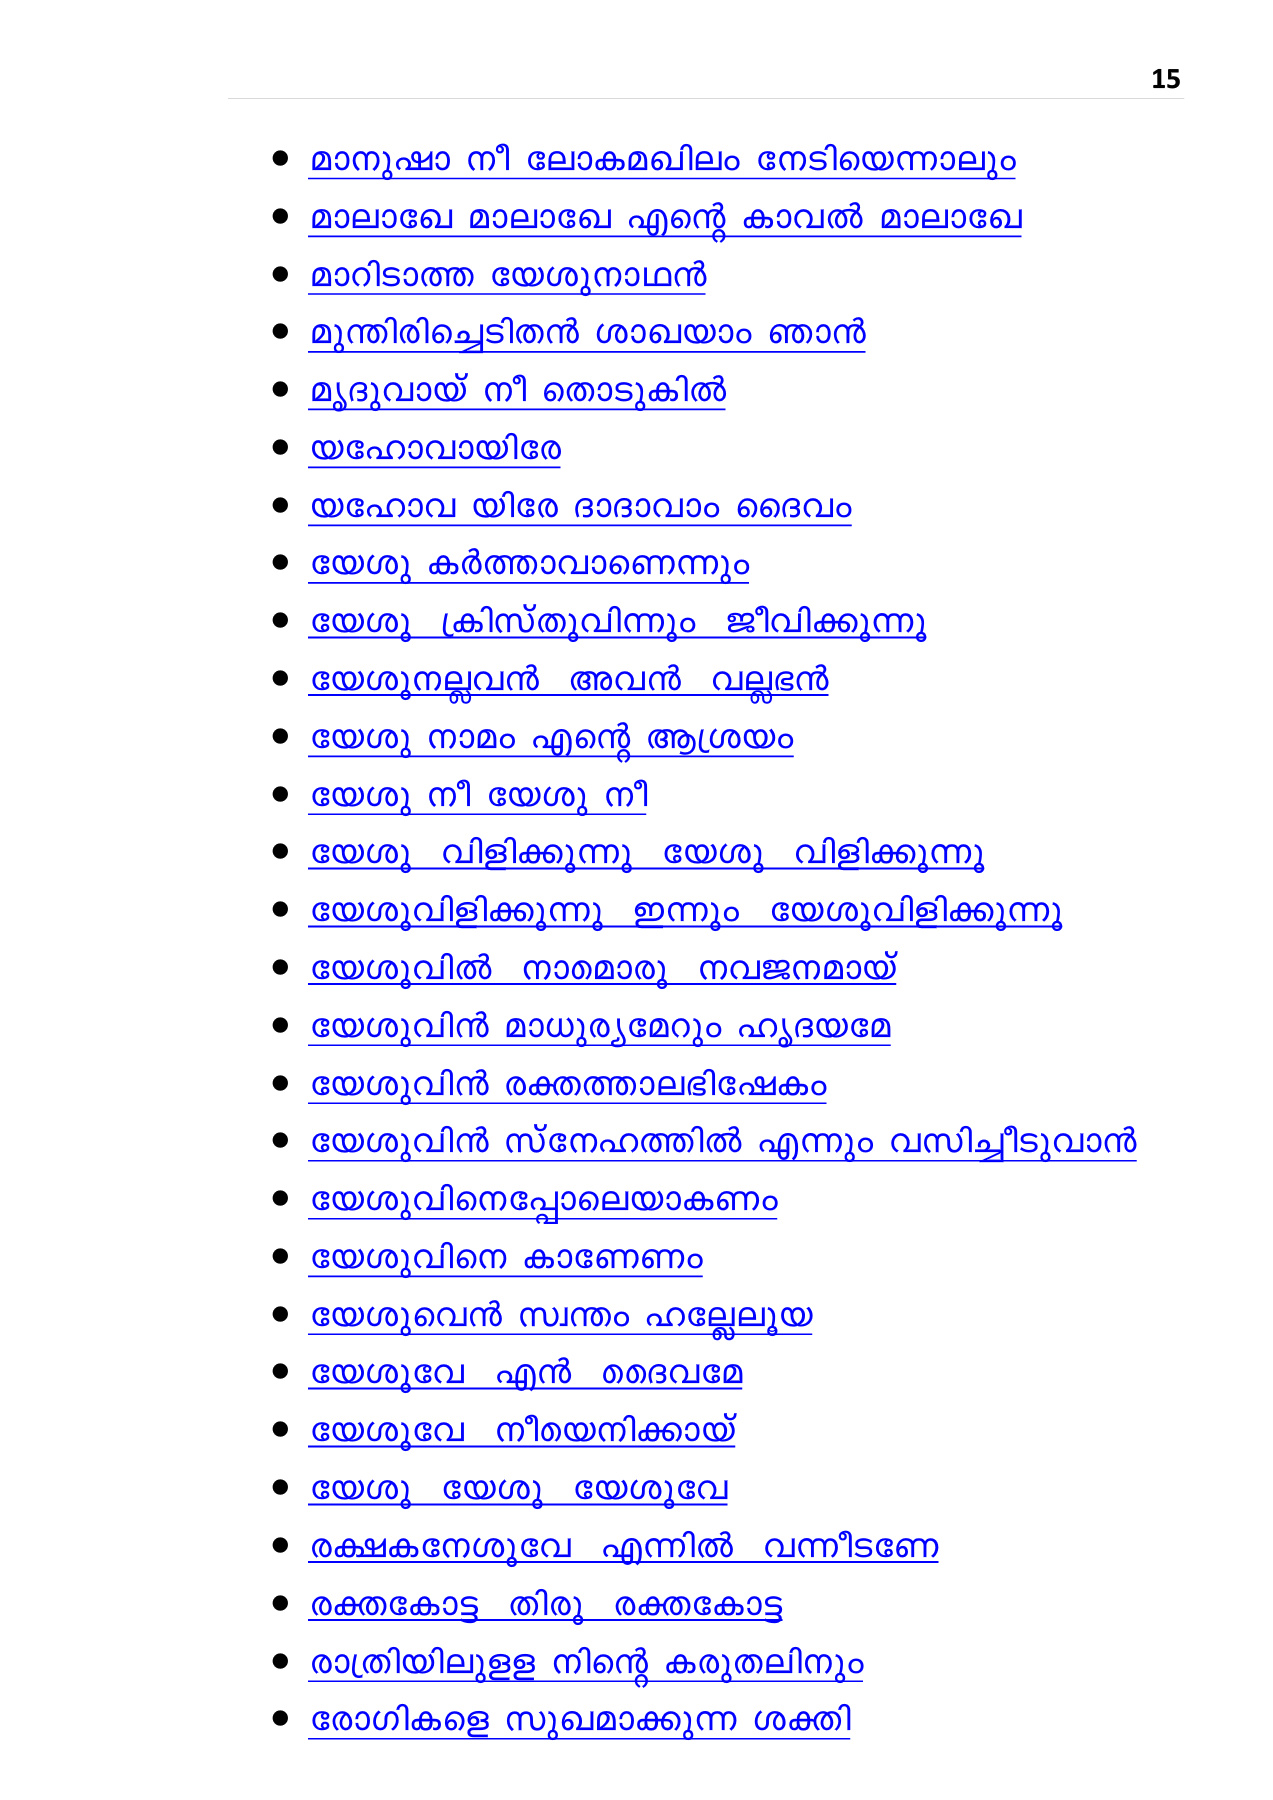 15
• മാനുഷാ നീ ലോകമഖിലം നേടിയെന്നാലും
• മാലാഖേ മാലാഖേ എന്റെ കാവൽ മാലാഖേ
• മാറിടാത്ത യേശുനാഥൻ
• മുന്തിരിച്ചെടിതൻ ശാഖയാം ഞാൻ
• മൃദുവായ് നീ തൊടുകിൽ
• യഹോവായിരേ
• യഹോവ യിരേ ദാദാവാം ദൈവം
• യേശു കർത്താവാണെന്നും
• യേശു ക്രിസ്തുവിന്നും ജീവിക്കുന്നു
• യേശുനല്ലവൻ അവൻ വല്ലഭൻ
• യേശു നാമം എന്റെ ആശ്രയം
• യേശു നീ യേശു നീ
• യേശു വിളിക്കുന്നു യേശു വിളിക്കുന്നു
• യേശുവിളിക്കുന്നു ഇന്നും യേശുവിളിക്കുന്നു
• യേശുവിൽ നാമൊരു നവജനമായ്
• യേശുവിൻ മാധുര്യമേറും ഹൃദയമേ
• യേശുവിൻ രക്തത്താലഭിഷേകം
• യേശുവിൻ സ്നേഹത്തിൽ എന്നും വസിച്ചീടുവാൻ
• യേശുവിനെപ്പോലെയാകണം
• യേശുവിനെ കാണേണം
• യേശുവെൻ സ്വന്തം ഹല്ലേലൂയ
• യേശുവേ എൻ ദൈവമേ
• യേശുവേ നീയെനിക്കായ്
• യേശു യേശു യേശുവേ
• രക്ഷകനേശുവേ എന്നിൽ വന്നീടണേ
• രക്തകോട്ട തിരു രക്തകോട്ട
• രാത്രിയിലുളള നിന്റെ കരുതലിനും
• രോഗികളെ സുഖമാക്കുന്ന ശക്തി